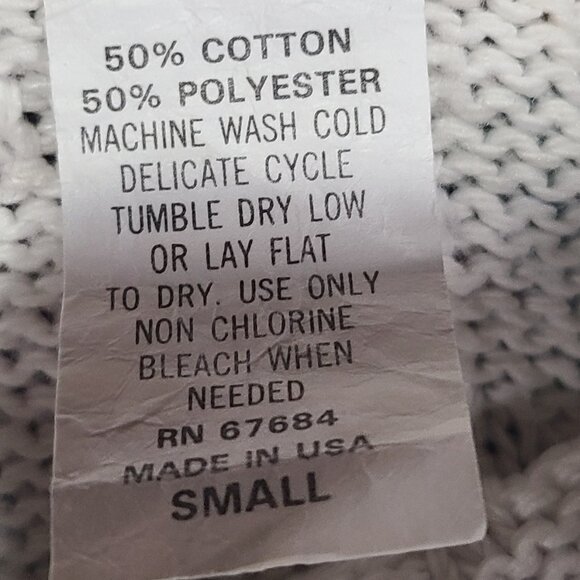 50% COTTON
50% POLYESTER
MACHINE WASH COLD
DELICATE CYCLE
TUMBLE DRY LOW
OR LAY FLAT
TO DRY. USE ONLY
NON CHLORINE
BLEACH WHEN
NEEDED
RN 67684
MADE IN USA
SMALL